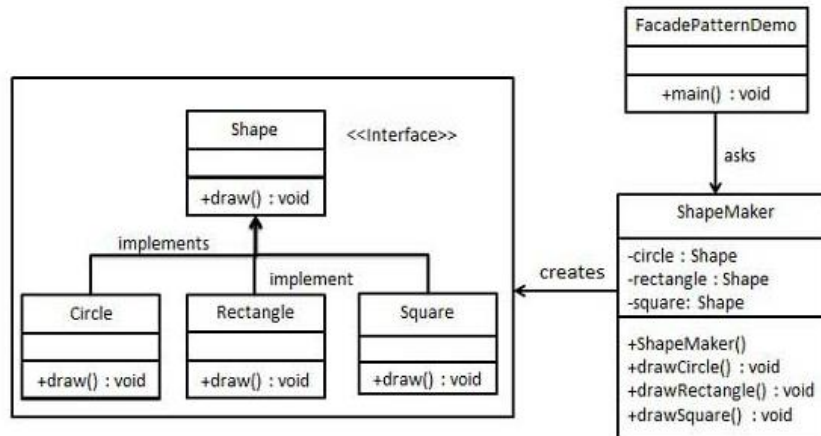 FacadePatternDemo
+main() : void
asks
Shape
<<Interface>>
+draw() : void
implements
implement
Circle
+draw() : void
Rectangle
+draw() : void
Square
+draw() : void
creates
ShapeMaker
-circle : Shape
-rectangle : Shape
-square: Shape
+ShapeMaker()
+drawCircle() : void
+drawRectangle() : void
+drawSquare() : void